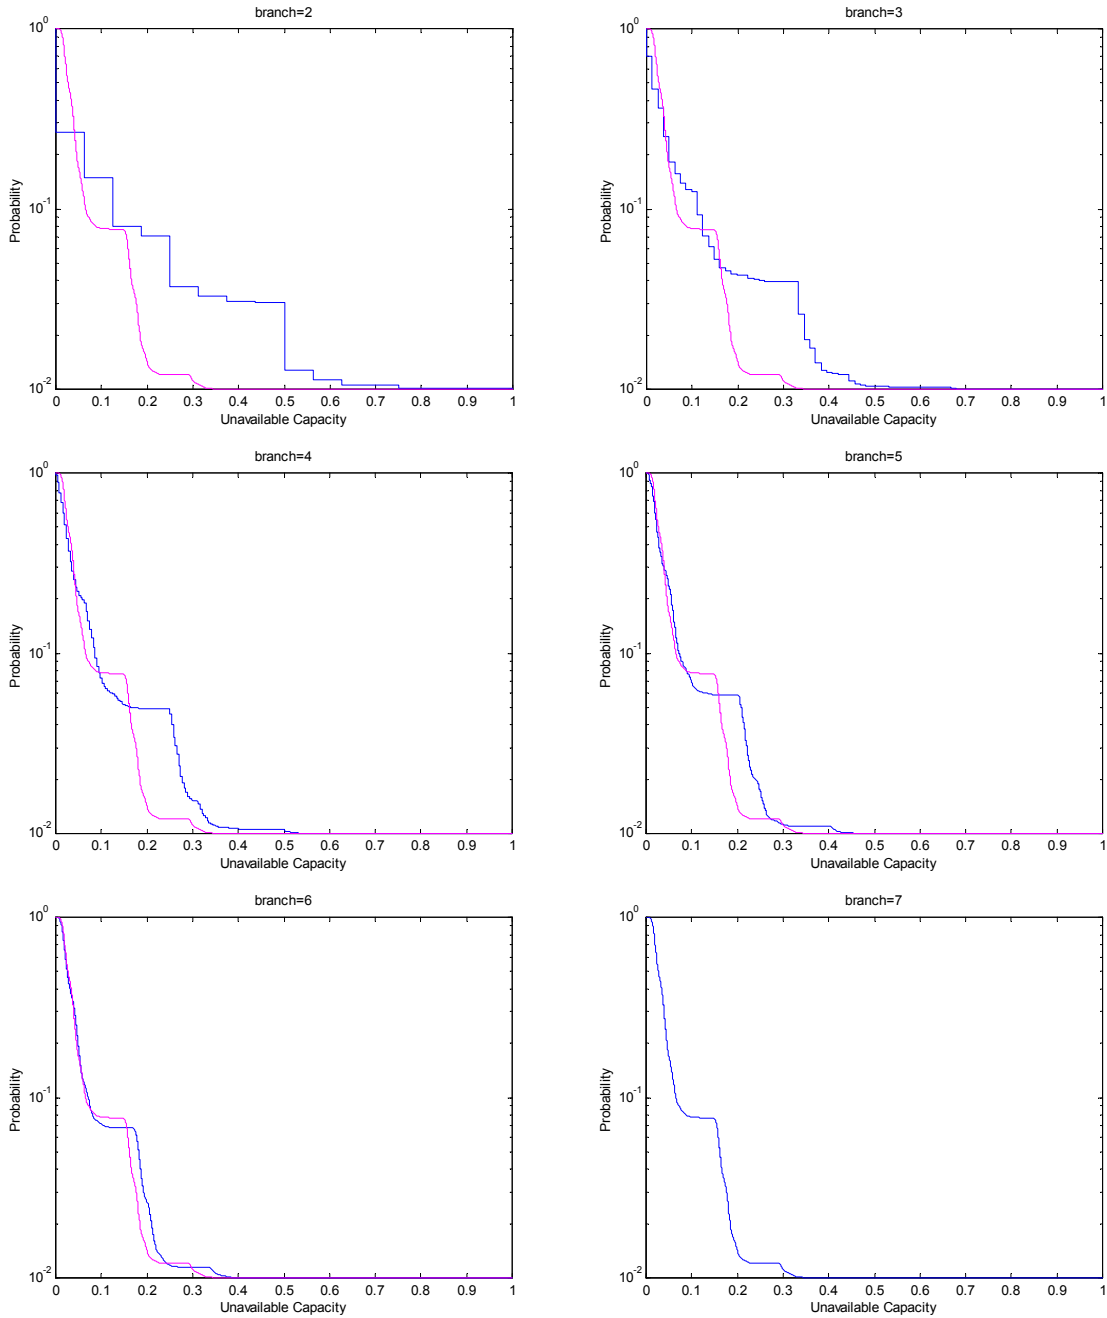 branch=2
10^0
10^-1
10^-2
Probability
0 0.1 0.2 0.3 0.4 0.5 0.6 0.7 0.8 0.9 1
Unavailable Capacity
branch=3
10^0
10^-1
10^-2
Probability
0 0.1 0.2 0.3 0.4 0.5 0.6 0.7 0.8 0.9 1
Unavailable Capacity
branch=4
10^0
10^-1
10^-2
Probability
0 0.1 0.2 0.3 0.4 0.5 0.6 0.7 0.8 0.9 1
Unavailable Capacity
branch=5
10^0
10^-1
10^-2
Probability
0 0.1 0.2 0.3 0.4 0.5 0.6 0.7 0.8 0.9 1
Unavailable Capacity
branch=6
10^0
10^-1
10^-2
Probability
0 0.1 0.2 0.3 0.4 0.5 0.6 0.7 0.8 0.9 1
Unavailable Capacity
branch=7
10^0
10^-1
10^-2
Probability
0 0.1 0.2 0.3 0.4 0.5 0.6 0.7 0.8 0.9 1
Unavailable Capacity